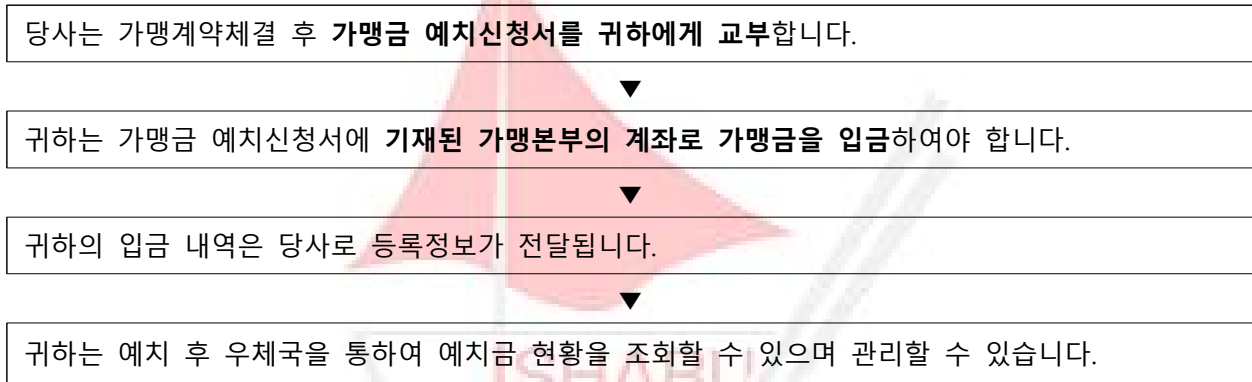 당사는 가맹계약체결 후 가맹금 예치신청서를 귀하에게 교부합니다.
▼
귀하는 가맹금 예치신청서에 기재된 가맹본부의 계좌로 가맹금을 입금하여야 합니다.
▼
귀하의 입금 내역은 당사로 등록정보가 전달됩니다.
▼
귀하는 예치 후 우체국을 통하여 예치금 현황을 조회할 수 있으며 관리할 수 있습니다.